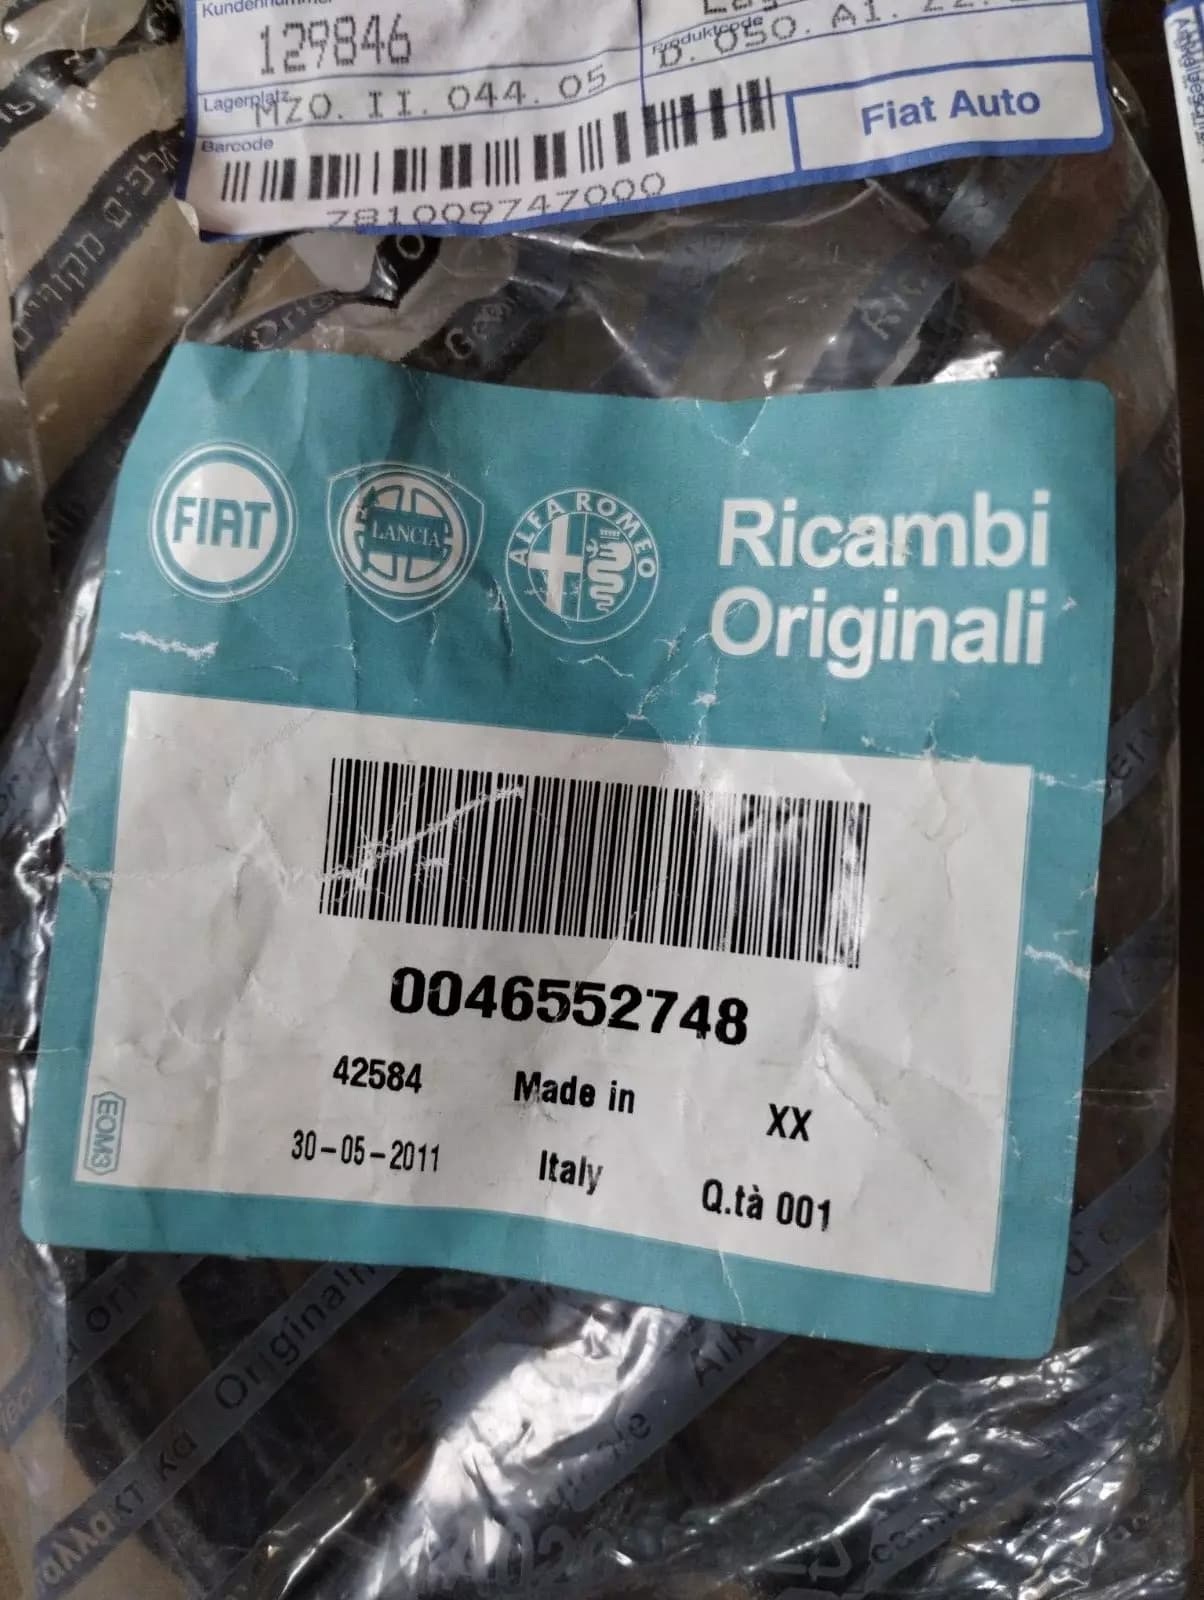 Kundennummer
129846
Lagerplatz
MZO. II. 044. 05
Produktcode
D. 050. A1.
Barcode
781009747000
Fiat Auto
FIAT
LANCIA
ALFA ROMEO
Ricambi
Originali
0046552748
42584
Made in
XX
30-05-2011
Italy
Q.tà 001
EOM3